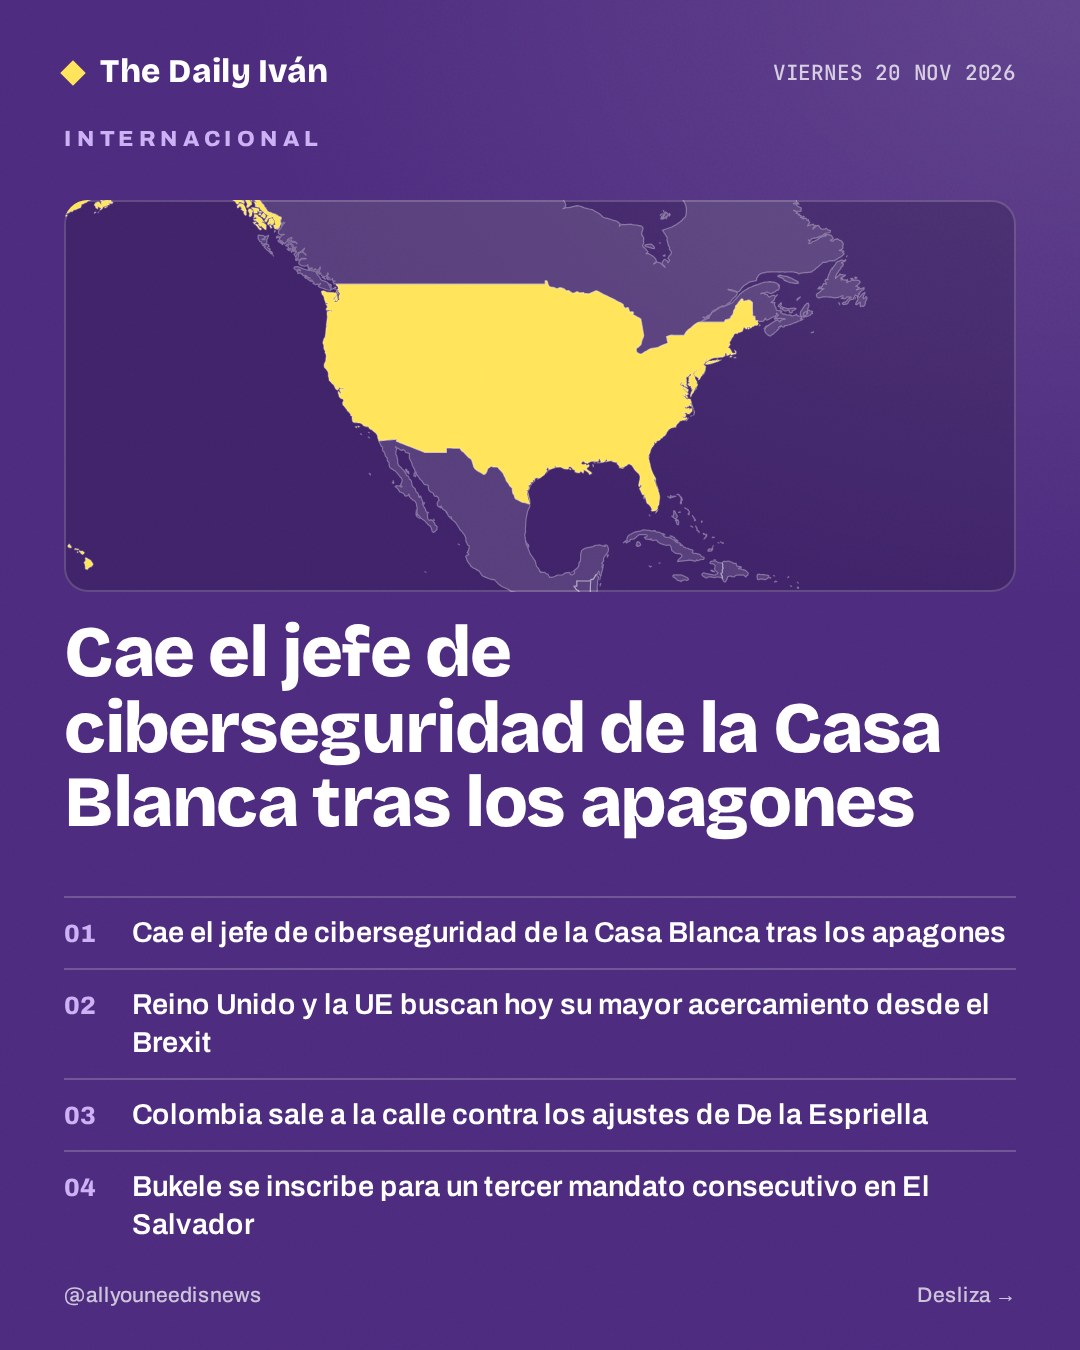 The Daily Iván
VIERNES 20 NOV 2026
INTERNACIONAL
Cae el jefe de
ciberseguridad de la Casa
Blanca tras los apagones
01 Cae el jefe de ciberseguridad de la Casa Blanca tras los apagones
02 Reino Unido y la UE buscan hoy su mayor acercamiento desde el
Brexit
03 Colombia sale a la calle contra los ajustes de De la Espriella
04 Bukele se inscribe para un tercer mandato consecutivo en El
Salvador
@allyouneedisnews
Desliza →